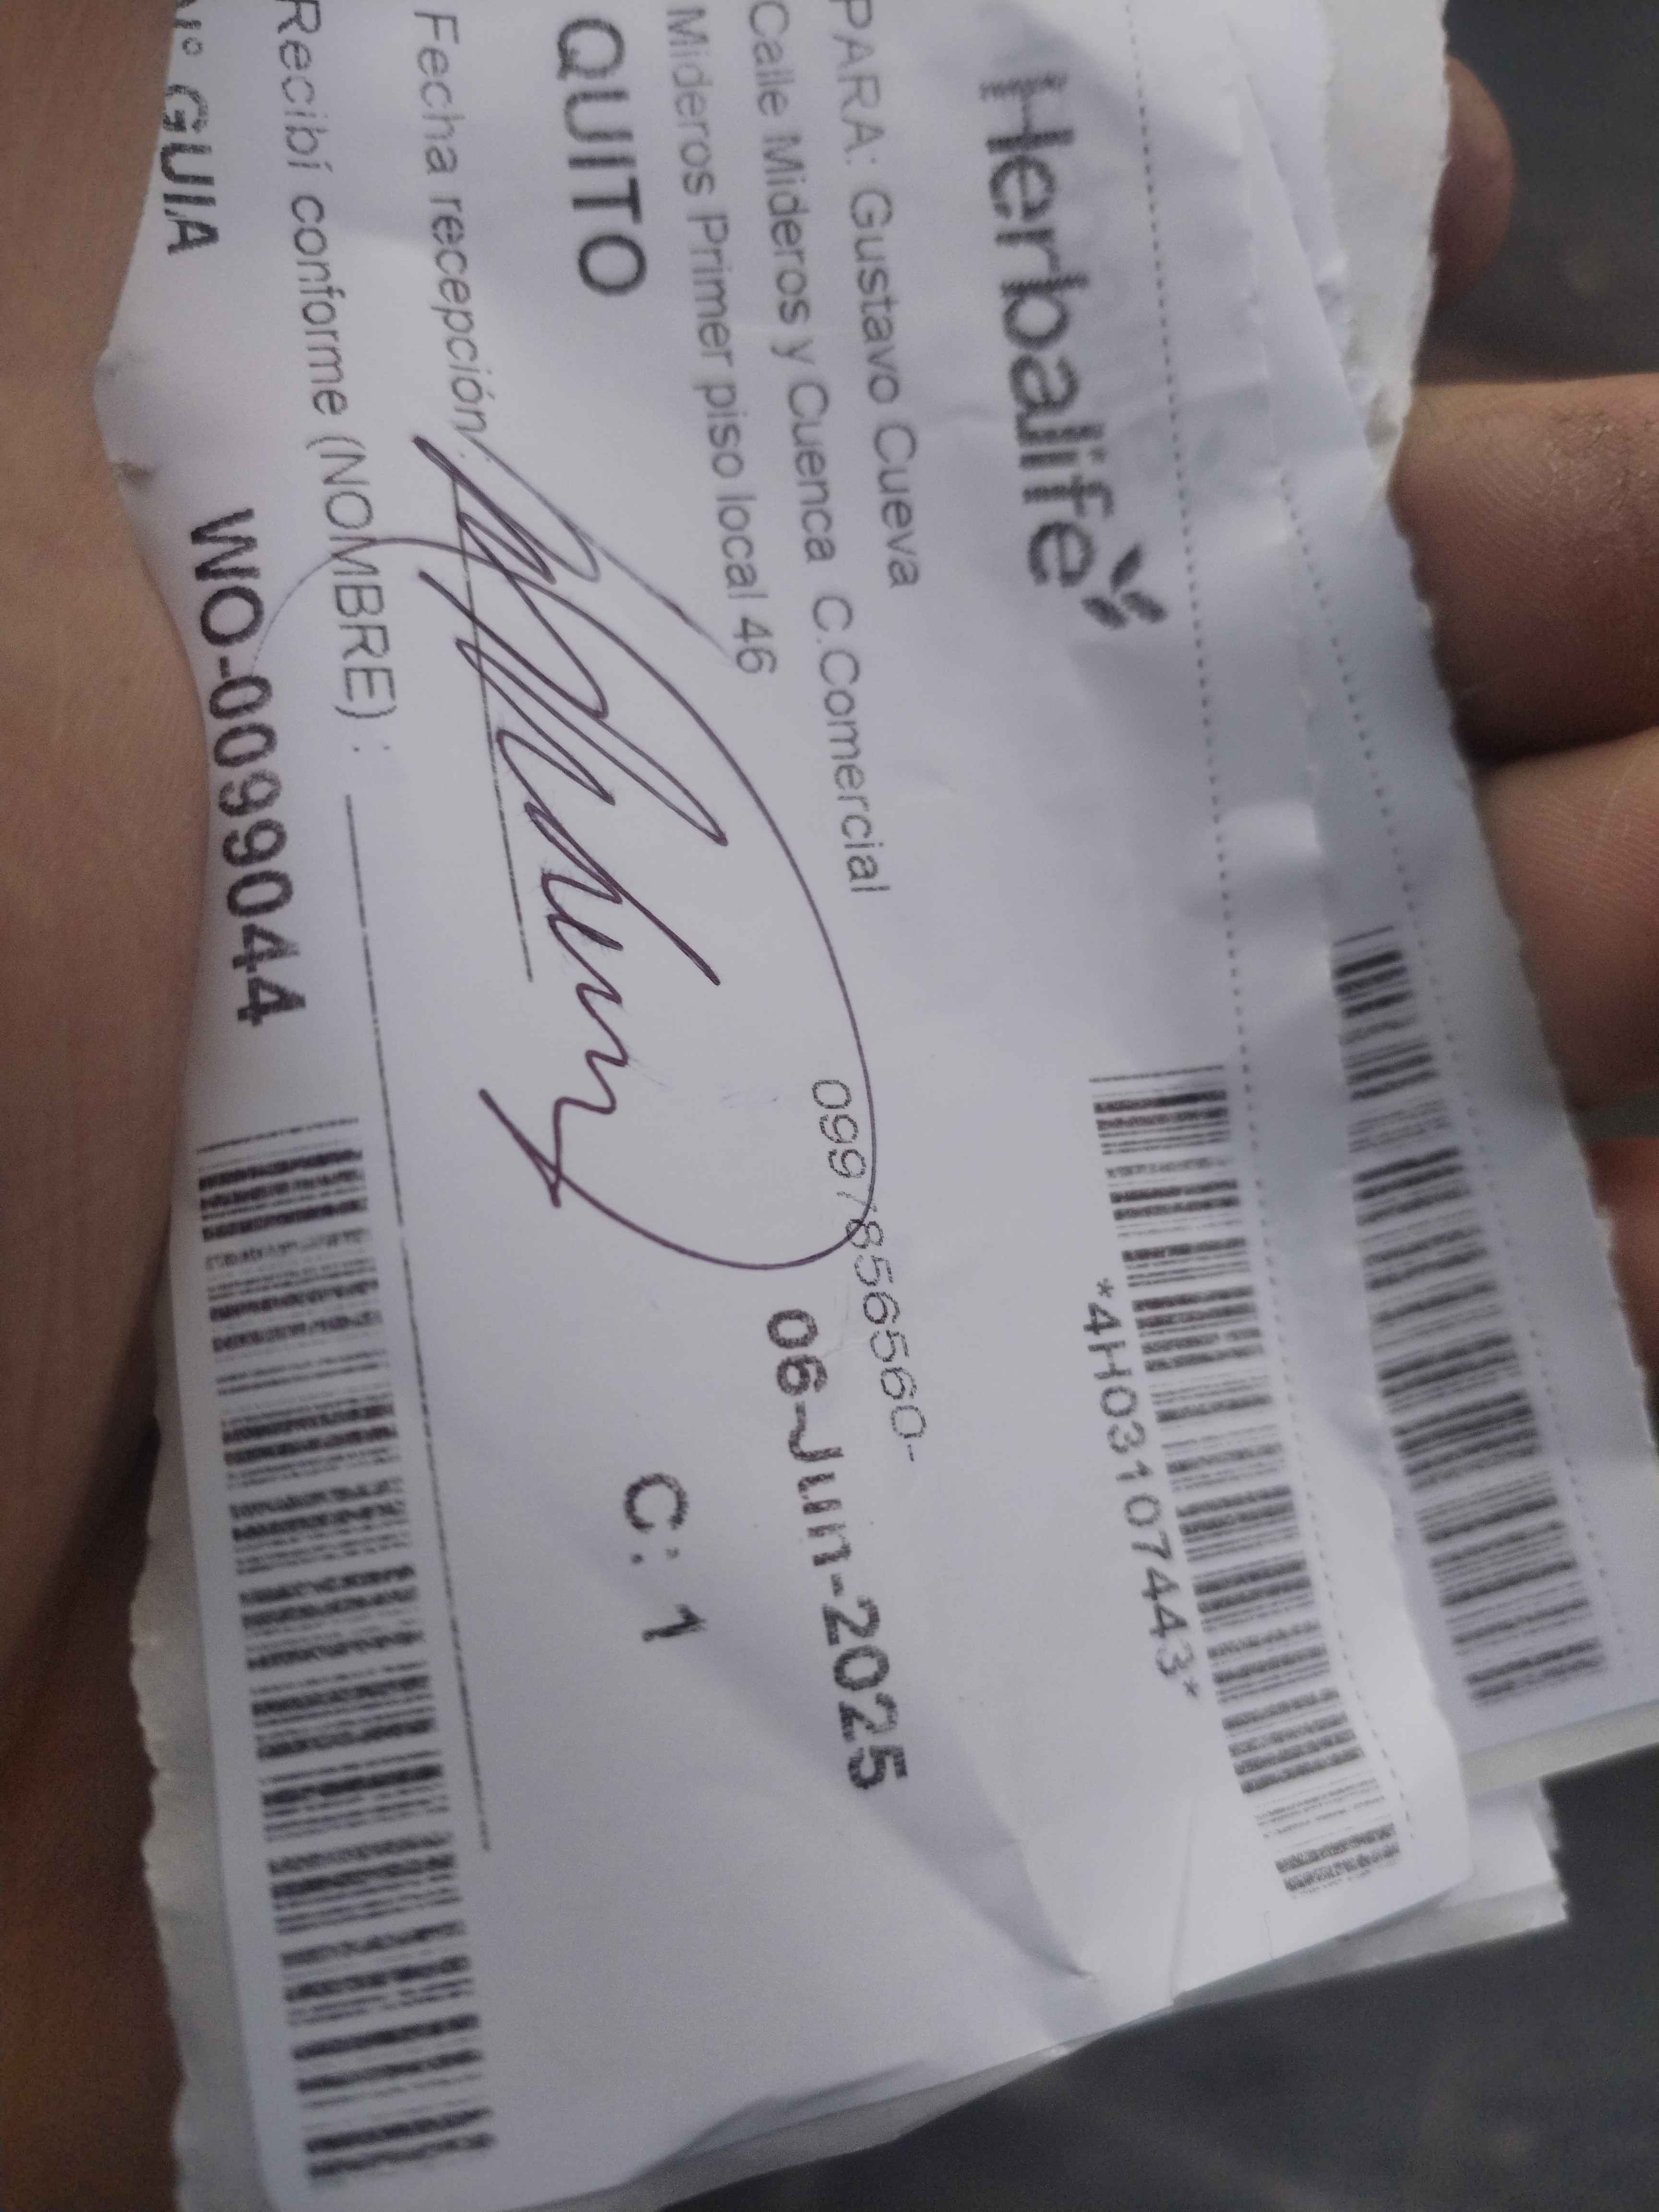 Herbalife
*4H03107443*
PARA: Gustavo Cueva
0997856560-
Calle Mideros y Cuenca C.Comercial
Mideros Primer piso local 46
06-Jun-2025
QUITO
C: 1
Fecha recepción:
Recibí conforme (NOMBRE) :
N° GUIA WO-0099044